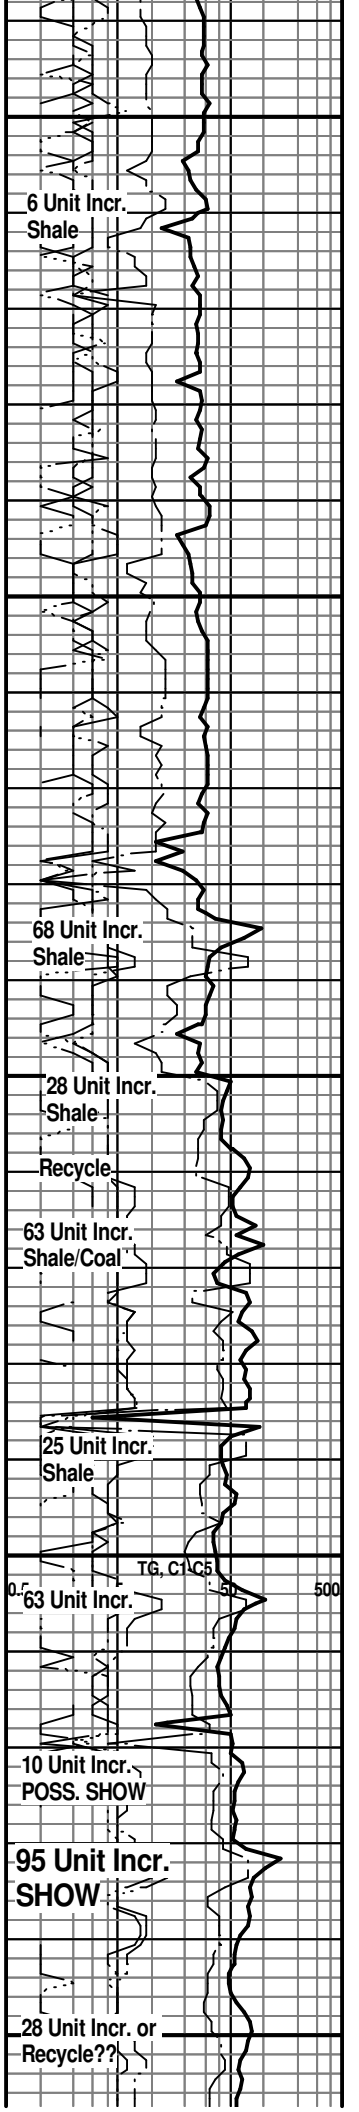 6 Unit Incr.
Shale
68 Unit Incr.
Shale
28 Unit Incr.
Shale
Recycle
63 Unit Incr.
Shale/Coal
25 Unit Incr.
Shale
TG, C1-C5
0.5 50 500
63 Unit Incr.
10 Unit Incr.
POSS. SHOW
95 Unit Incr.
SHOW
28 Unit Incr. or
Recycle??